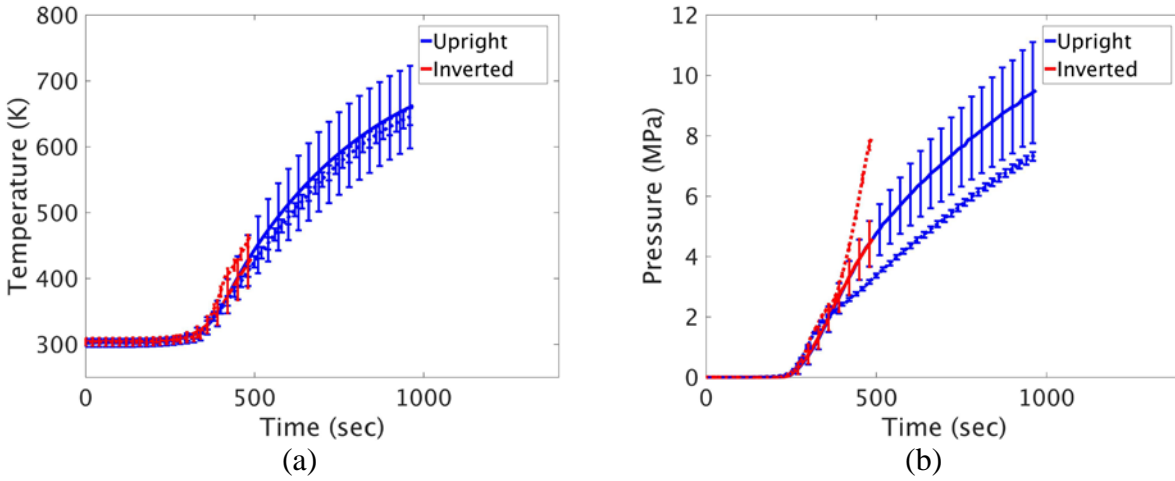 800
700
600
500
400
300
Temperature (K)
0
500
1000
Time (sec)
Upright
Inverted
(a)
12
10
8
6
4
2
0
Pressure (MPa)
0
500
1000
Time (sec)
Upright
Inverted
(b)